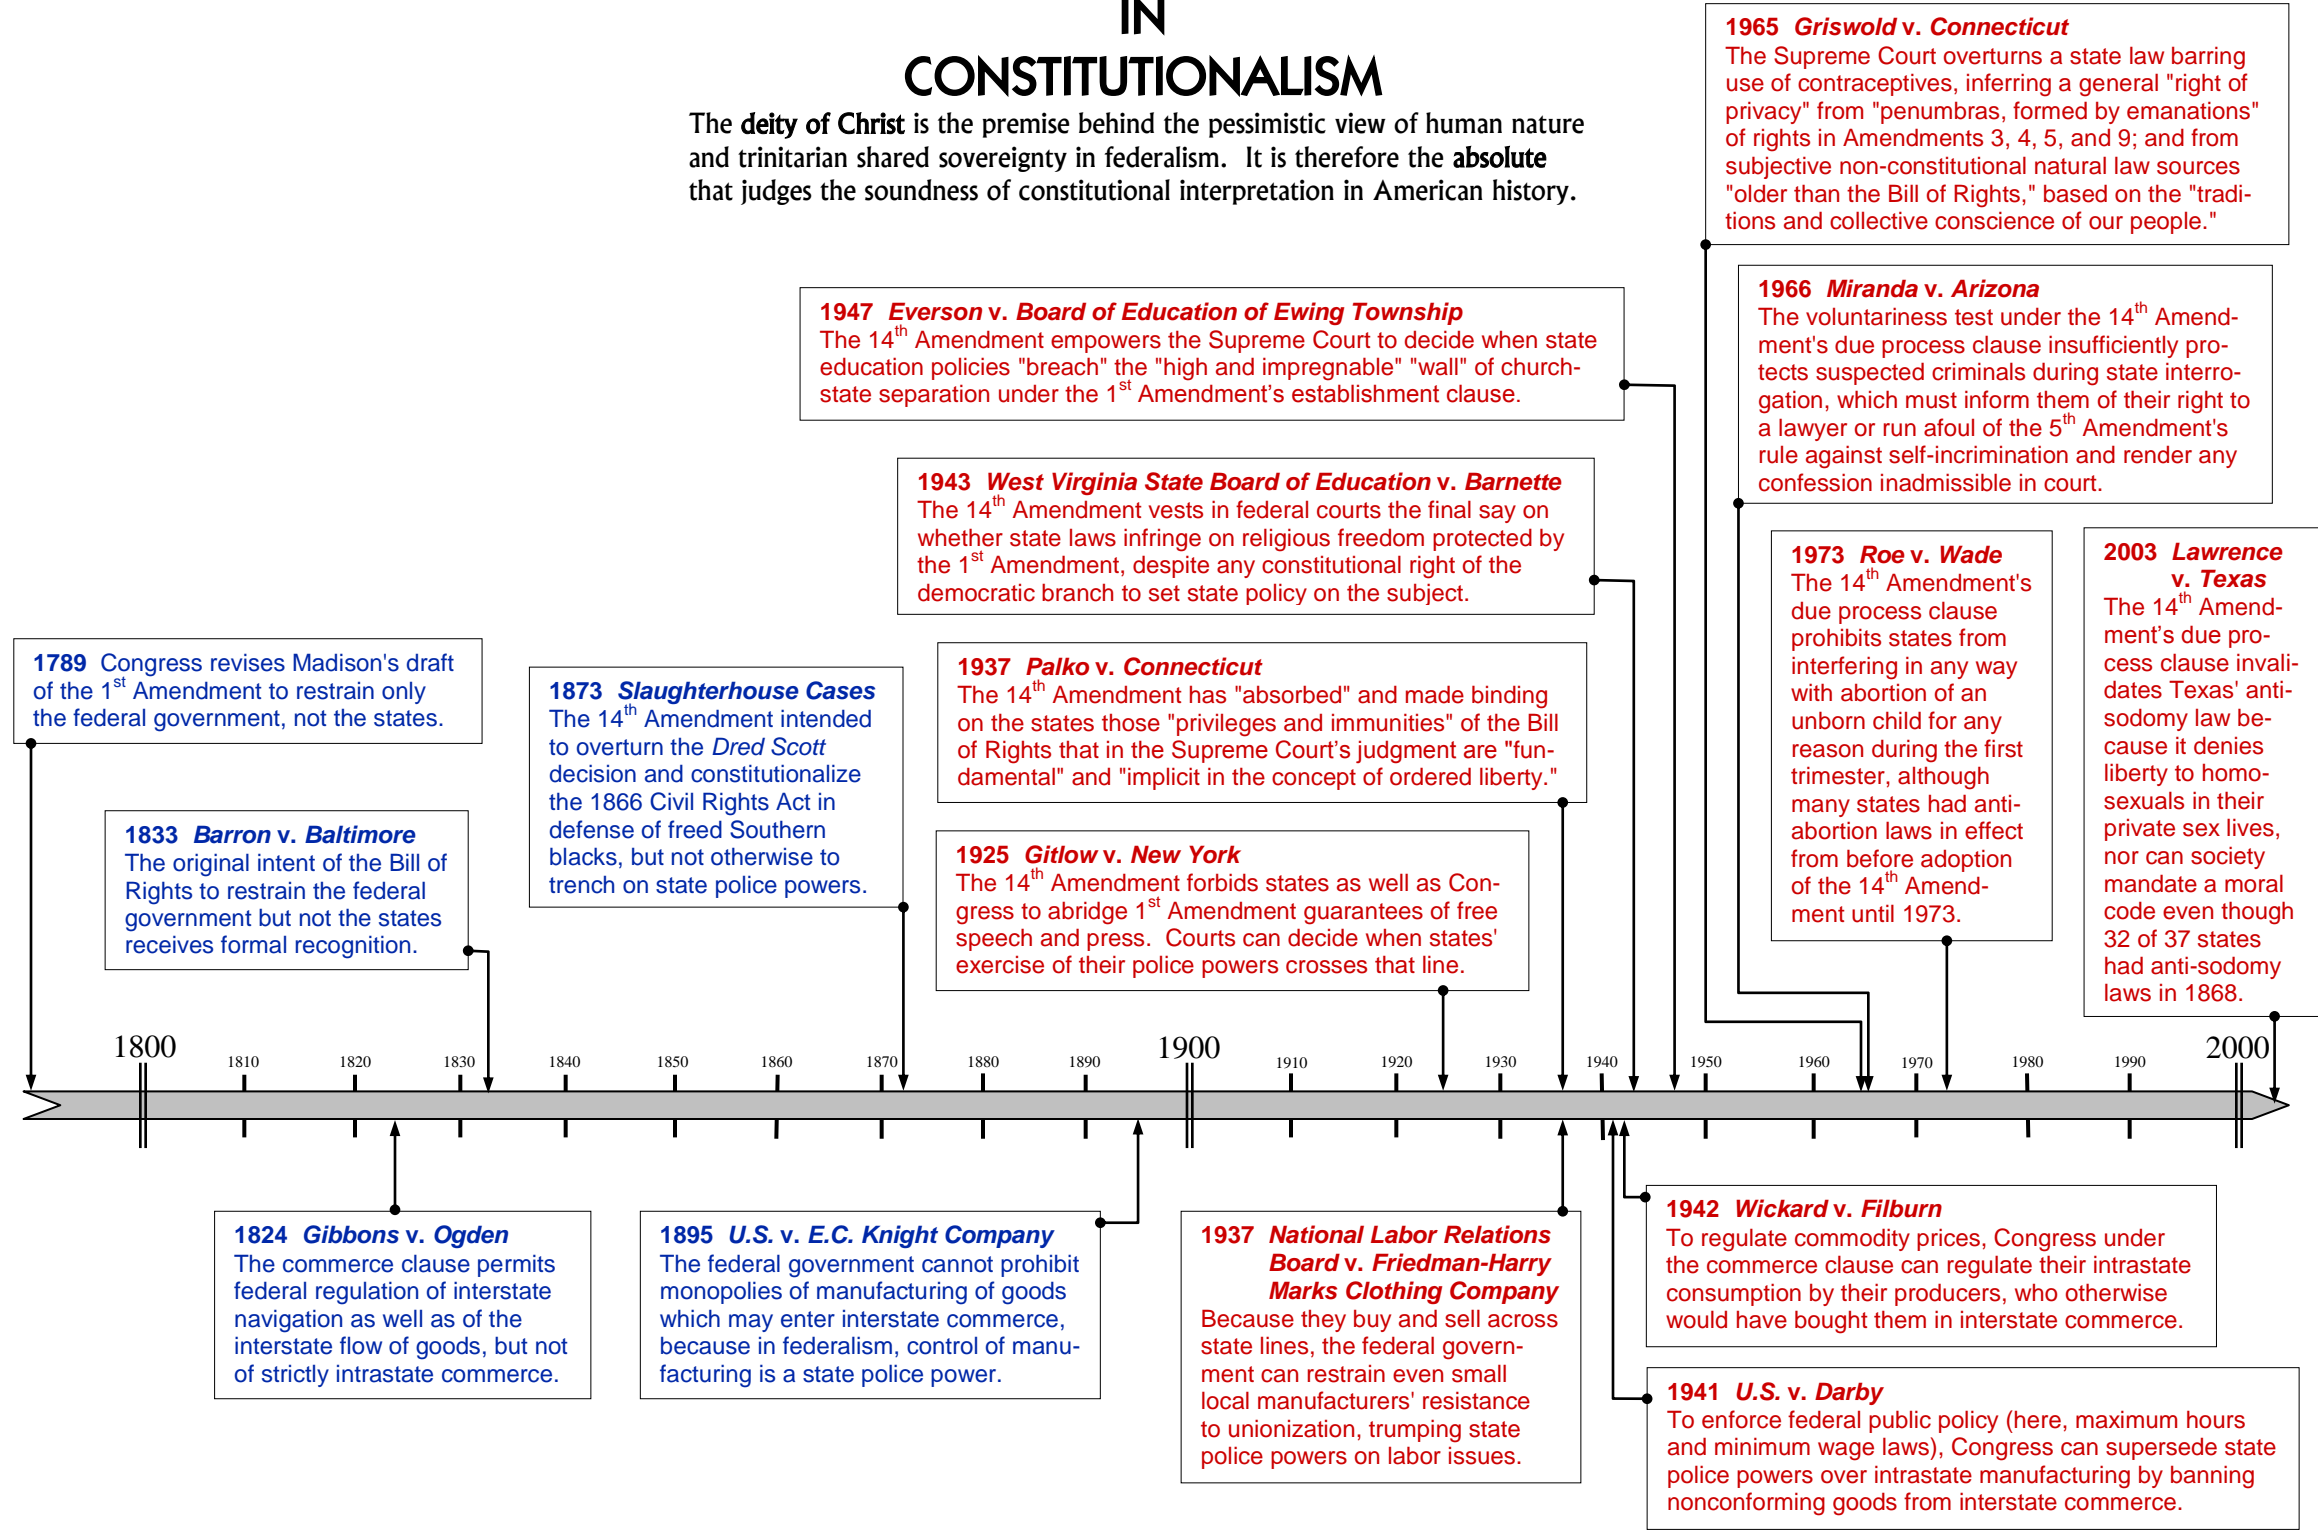 IN
CONSTITUTIONALISM
The deity of Christ is the premise behind the pessimistic view of human nature
and trinitarian shared sovereignty in federalism. It is therefore the absolute
that judges the soundness of constitutional interpretation in American history.
1965 Griswold v. Connecticut
The Supreme Court overturns a state law barring
use of contraceptives, inferring a general "right of
privacy" from "penumbras, formed by emanations"
of rights in Amendments 3, 4, 5, and 9; and from
subjective non-constitutional natural law sources
"older than the Bill of Rights," based on the "tradi-
tions and collective conscience of our people."
1947 Everson v. Board of Education of Ewing Township
The 14th Amendment empowers the Supreme Court to decide when state
education policies "breach" the "high and impregnable" "wall" of church-
state separation under the 1st Amendment's establishment clause.
1966 Miranda v. Arizona
The voluntariness test under the 14th Amend-
ment's due process clause insufficiently pro-
tects suspected criminals during state interro-
gation, which must inform them of their right to
a lawyer or run afoul of the 5th Amendment's
rule against self-incrimination and render any
confession inadmissible in court.
1943 West Virginia State Board of Education v. Barnette
The 14th Amendment vests in federal courts the final say on
whether state laws infringe on religious freedom protected by
the 1st Amendment, despite any constitutional right of the
democratic branch to set state policy on the subject.
1973 Roe v. Wade
The 14th Amendment's
due process clause
prohibits states from
interfering in any way
with abortion of an
unborn child for any
reason during the first
trimester, although
many states had anti-
abortion laws in effect
from before adoption
of the 14th Amend-
ment until 1973.
2003 Lawrence
v. Texas
The 14th Amend-
ment's due pro-
cess clause invali-
dates Texas' anti-
sodomy law be-
cause it denies
liberty to homo-
sexuals in their
private sex lives,
nor can society
mandate a moral
code even though
32 of 37 states
had anti-sodomy
laws in 1868.
1789 Congress revises Madison's draft
of the 1st Amendment to restrain only
the federal government, not the states.
1873 Slaughterhouse Cases
The 14th Amendment intended
to overturn the Dred Scott
decision and constitutionalize
the 1866 Civil Rights Act in
defense of freed Southern
blacks, but not otherwise to
trench on state police powers.
1937 Palko v. Connecticut
The 14th Amendment has "absorbed" and made binding
on the states those "privileges and immunities" of the Bill
of Rights that in the Supreme Court's judgment are "fun-
damental" and "implicit in the concept of ordered liberty."
1833 Barron v. Baltimore
The original intent of the Bill of
Rights to restrain the federal
government but not the states
receives formal recognition.
1925 Gitlow v. New York
The 14th Amendment forbids states as well as Con-
gress to abridge 1st Amendment guarantees of free
speech and press. Courts can decide when states'
exercise of their police powers crosses that line.
1800 1810 1820 1830 1840 1850 1860 1870 1880 1890 1900 1910 1920 1930 1940 1950 1960 1970 1980 1990 2000
1824 Gibbons v. Ogden
The commerce clause permits
federal regulation of interstate
navigation as well as of the
interstate flow of goods, but not
of strictly intrastate commerce.
1895 U.S. v. E.C. Knight Company
The federal government cannot prohibit
monopolies of manufacturing of goods
which may enter interstate commerce,
because in federalism, control of manu-
facturing is a state police power.
1937 National Labor Relations
Board v. Friedman-Harry
Marks Clothing Company
Because they buy and sell across
state lines, the federal govern-
ment can restrain even small
local manufacturers' resistance
to unionization, trumping state
police powers on labor issues.
1942 Wickard v. Filburn
To regulate commodity prices, Congress under
the commerce clause can regulate their intrastate
consumption by their producers, who otherwise
would have bought them in interstate commerce.
1941 U.S. v. Darby
To enforce federal public policy (here, maximum hours
and minimum wage laws), Congress can supersede state
police powers over intrastate manufacturing by banning
nonconforming goods from interstate commerce.